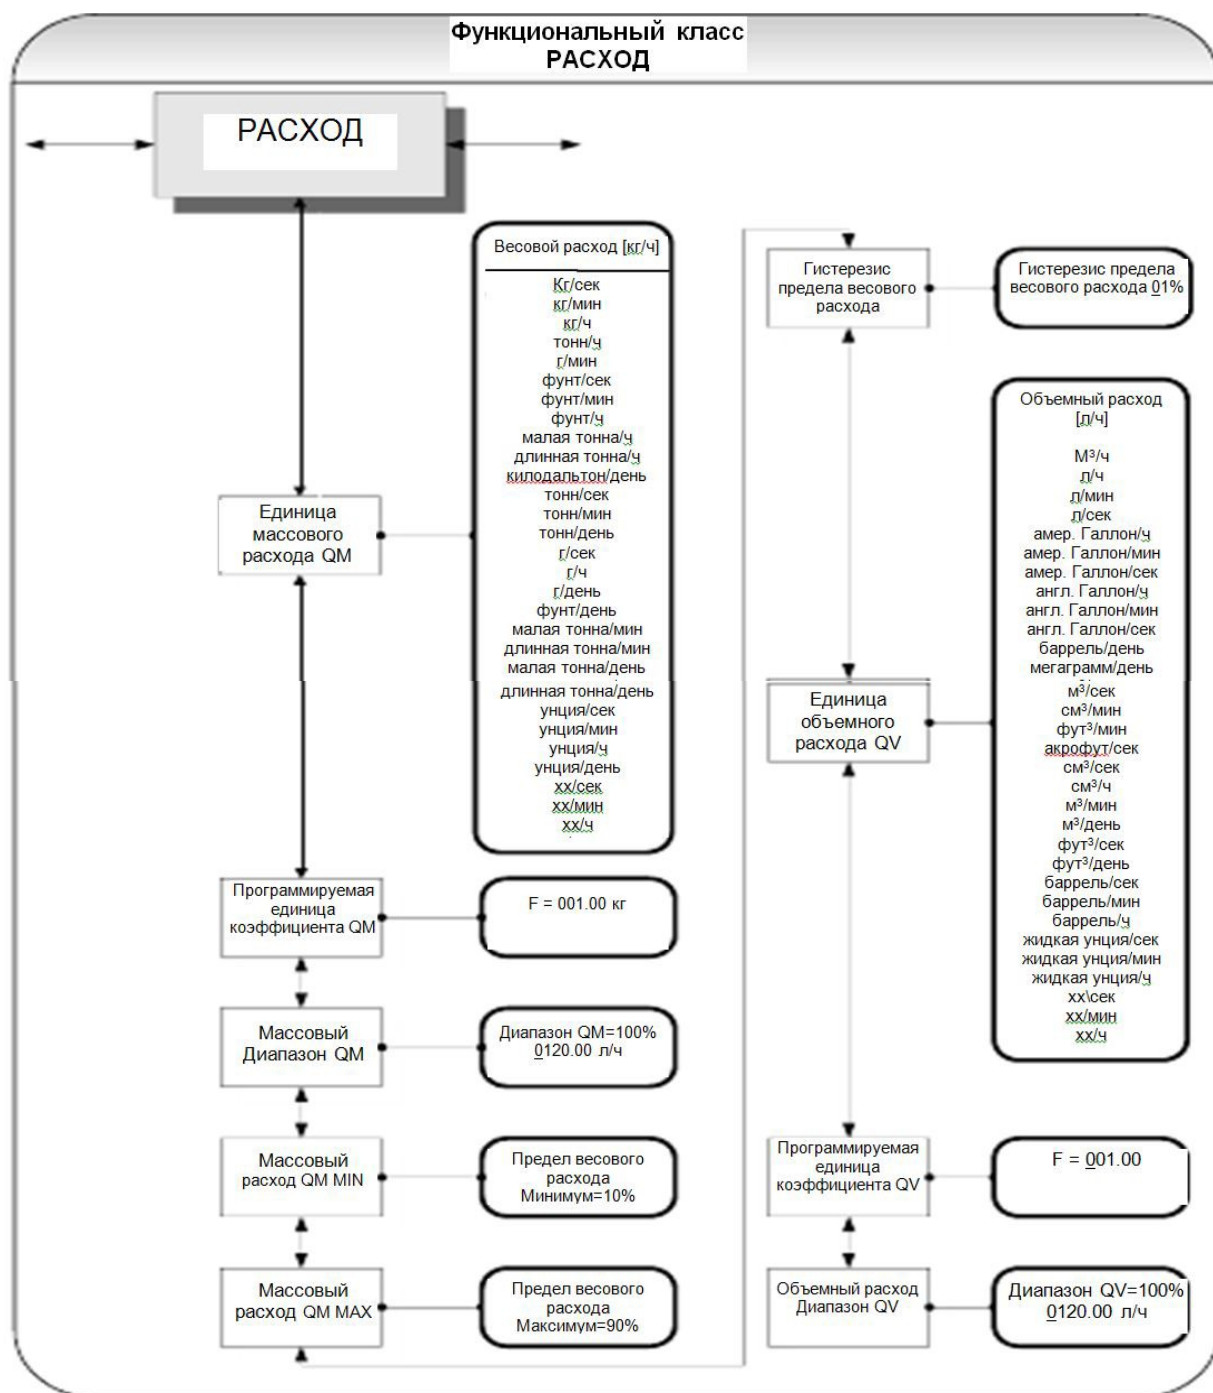 Функциональный класс
РАСХОД
РАСХОД
Весовой расход [кг/ч]
Кг/сек
кг/мин
кг/ч
тонн/ч
г/мин
фунт/сек
фунт/мин
фунт/ч
малая тонна/ч
длинная тонна/ч
килодальтон/день
тонн/сек
тонн/мин
тонн/день
г/сек
г/ч
г/день
фунт/день
малая тонна/мин
длинная тонна/мин
малая тонна/день
длинная тонна/день
унция/сек
унция/мин
унция/ч
унция/день
хх/сек
хх/мин
хх/ч
Единица
массового
расхода QM
Программируемая
единица
коэффициента QM
F = 001.00 кг
Массовый
Диапазон QM
Диапазон QM=100%
0120.00 л/ч
Массовый
расход QM MIN
Предел весового
расхода
Минимум=10%
Массовый
расход QM MAX
Предел весового
расхода
Максимум=90%
Гистерезис
предела весового
расхода
Гистерезис предела
весового расхода 01%
Объемный расход
[л/ч]
М³/ч
л/ч
л/мин
л/сек
амер. Галлон/ч
амер. Галлон/мин
амер. Галлон/сек
англ. Галлон/ч
англ. Галлон/мин
англ. Галлон/сек
баррель/день
мегаграмм/день
м³/сек
см³/мин
фут³/мин
акрофут/сек
см³/сек
см³/ч
м³/мин
м³/день
фут³/сек
фут³/день
баррель/сек
баррель/мин
баррель/ч
жидкая унция/сек
жидкая унция/мин
жидкая унция/ч
хх\сек
хх/мин
хх/ч
Единица
объемного
расхода QV
Программируемая
единица
коэффициента QV
F = 001.00
Объемный расход
Диапазон QV
Диапазон QV=100%
0120.00 л/ч